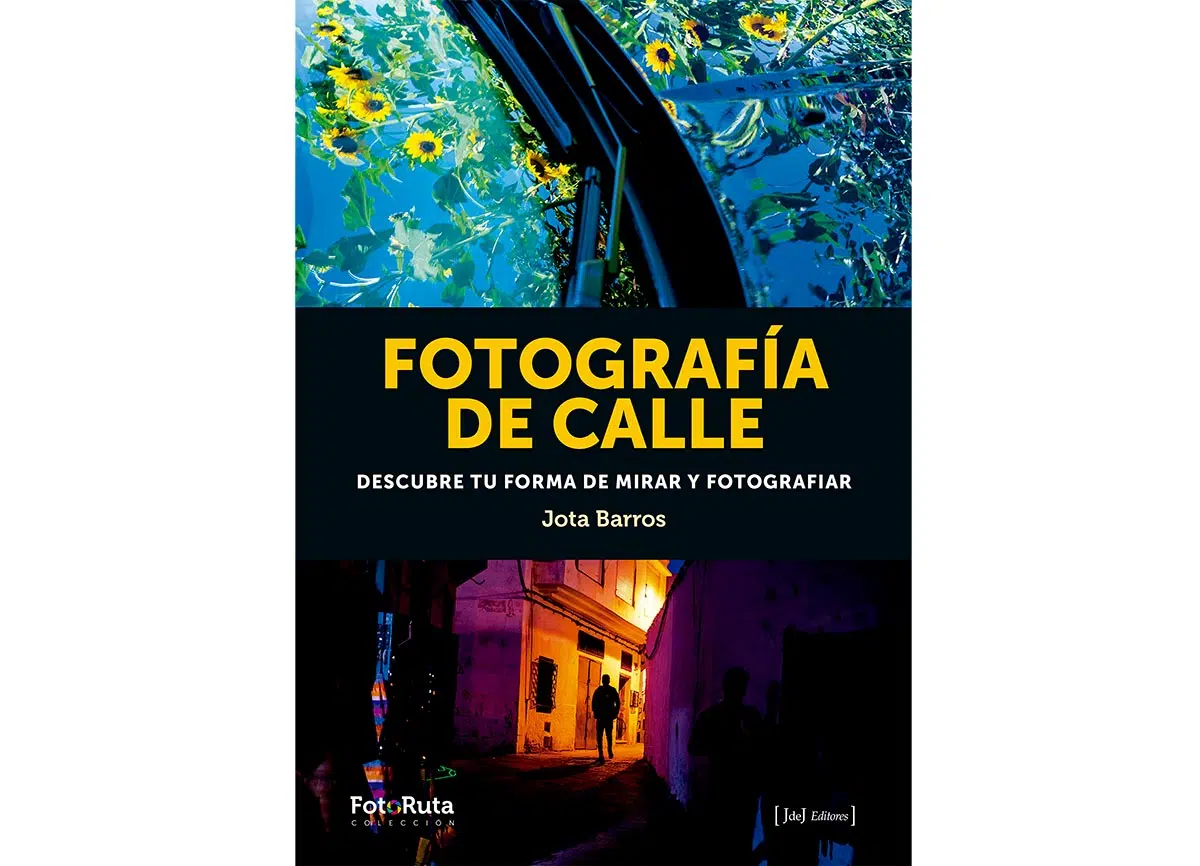 FOTOGRAFÍA
DE CALLE
DESCUBRE TU FORMA DE MIRAR Y FOTOGRAFIAR
Jota Barros
FotoRuta
COLECCIÓN
[JdeJ Editores]